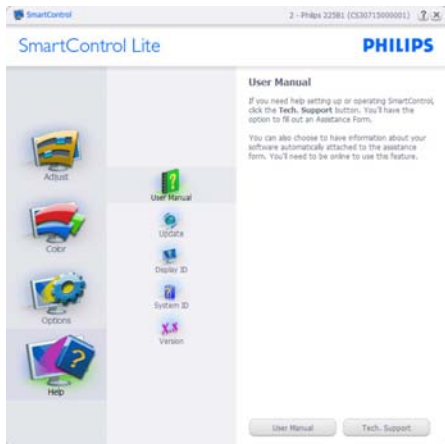 SmartControl
2 - Philips 225B1 (CS30715000001)
SmartControl Lite
PHILIPS
Adjust
Color
Options
Help
User Manual
Update
Display ID
System ID
X.X
Version
User Manual
If you need help setting up or operating SmartControl,
click the Tech. Support button. You'll have the
option to fill out an Assistance Form.
You can also choose to have information about your
software automatically attached to the assistance
form. You'll need to be online to use this feature.
User Manual
Tech. Support